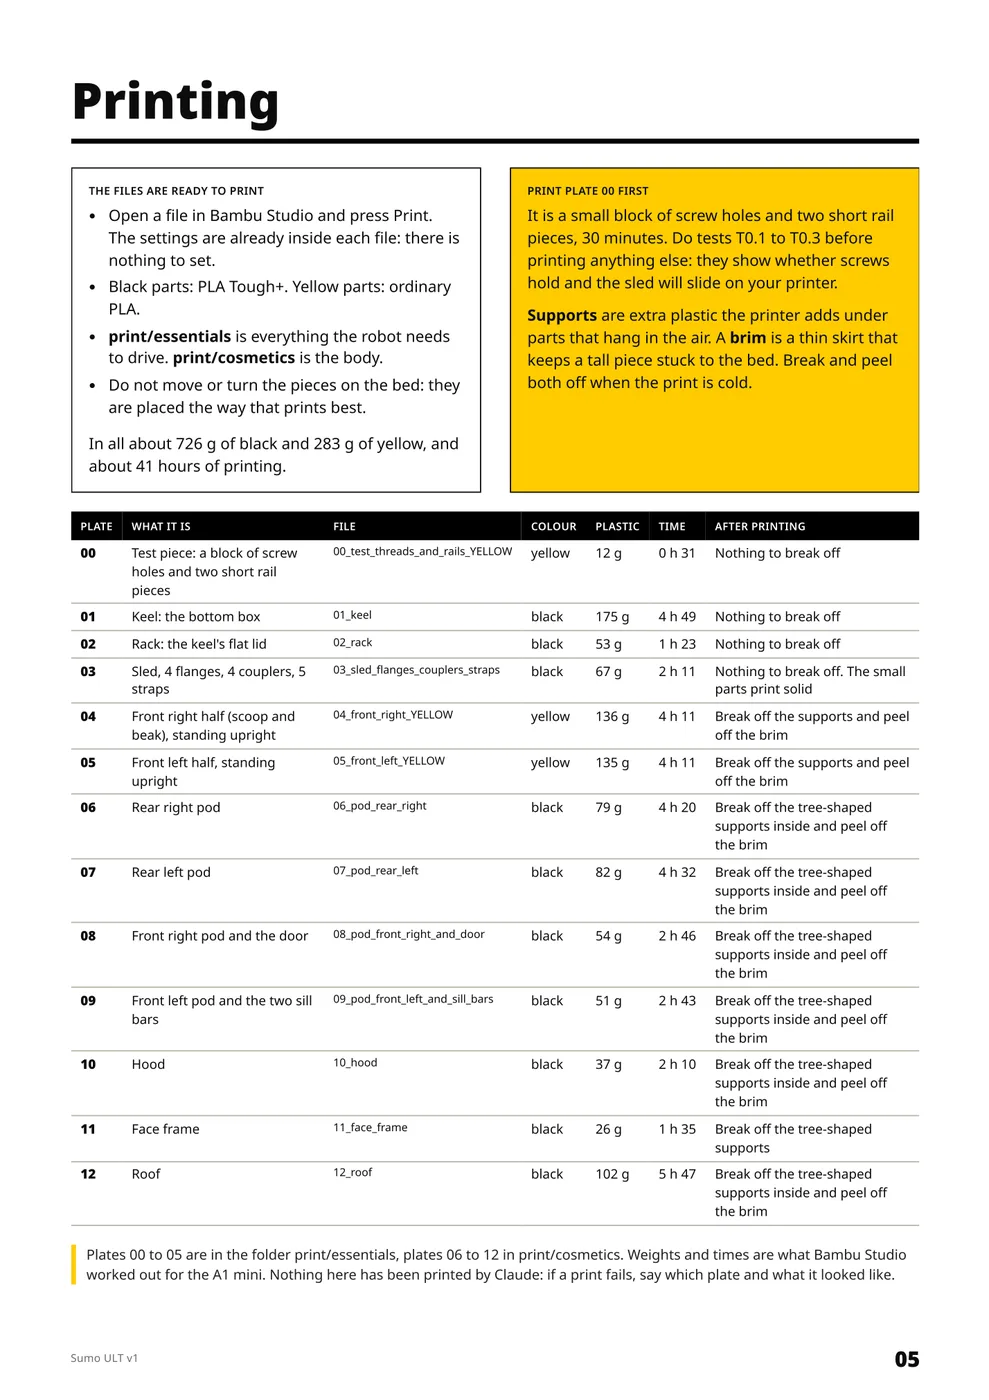 Printing
THE FILES ARE READY TO PRINT
• Open a file in Bambu Studio and press Print.
The settings are already inside each file: there is
nothing to set.
• Black parts: PLA Tough+. Yellow parts: ordinary
PLA.
• print/essentials is everything the robot needs
to drive. print/cosmetics is the body.
• Do not move or turn the pieces on the bed: they
are placed the way that prints best.
In all about 726 g of black and 283 g of yellow, and
about 41 hours of printing.
PRINT PLATE 00 FIRST
It is a small block of screw holes and two short rail
pieces, 30 minutes. Do tests T0.1 to T0.3 before
printing anything else: they show whether screws
hold and the sled will slide on your printer.
Supports are extra plastic the printer adds under
parts that hang in the air. A brim is a thin skirt that
keeps a tall piece stuck to the bed. Break and peel
both off when the print is cold.
PLATE WHAT IT IS FILE COLOUR PLASTIC TIME AFTER PRINTING
00 Test piece: a block of screw 00_test_threads_and_rails_YELLOW yellow 12 g 0 h 31 Nothing to break off
holes and two short rail
pieces
01 Keel: the bottom box 01_keel black 175 g 4 h 49 Nothing to break off
02 Rack: the keel's flat lid 02_rack black 53 g 1 h 23 Nothing to break off
03 Sled, 4 flanges, 4 couplers, 5 03_sled_flanges_couplers_straps black 67 g 2 h 11 Nothing to break off. The small
straps parts print solid
04 Front right half (scoop and 04_front_right_YELLOW yellow 136 g 4 h 11 Break off the supports and peel
beak), standing upright off the brim
05 Front left half, standing 05_front_left_YELLOW yellow 135 g 4 h 11 Break off the supports and peel
upright off the brim
06 Rear right pod 06_pod_rear_right black 79 g 4 h 20 Break off the tree-shaped
supports inside and peel off
the brim
07 Rear left pod 07_pod_rear_left black 82 g 4 h 32 Break off the tree-shaped
supports inside and peel off
the brim
08 Front right pod and the door 08_pod_front_right_and_door black 54 g 2 h 46 Break off the tree-shaped
supports inside and peel off
the brim
09 Front left pod and the two sill 09_pod_front_left_and_sill_bars black 51 g 2 h 43 Break off the tree-shaped
bars supports inside and peel off
the brim
10 Hood 10_hood black 37 g 2 h 10 Break off the tree-shaped
supports inside and peel off
the brim
11 Face frame 11_face_frame black 26 g 1 h 35 Break off the tree-shaped
supports
12 Roof 12_roof black 102 g 5 h 47 Break off the tree-shaped
supports inside and peel off
the brim
Plates 00 to 05 are in the folder print/essentials, plates 06 to 12 in print/cosmetics. Weights and times are what Bambu Studio
worked out for the A1 mini. Nothing here has been printed by Claude: if a print fails, say which plate and what it looked like.
Sumo ULT v1
05